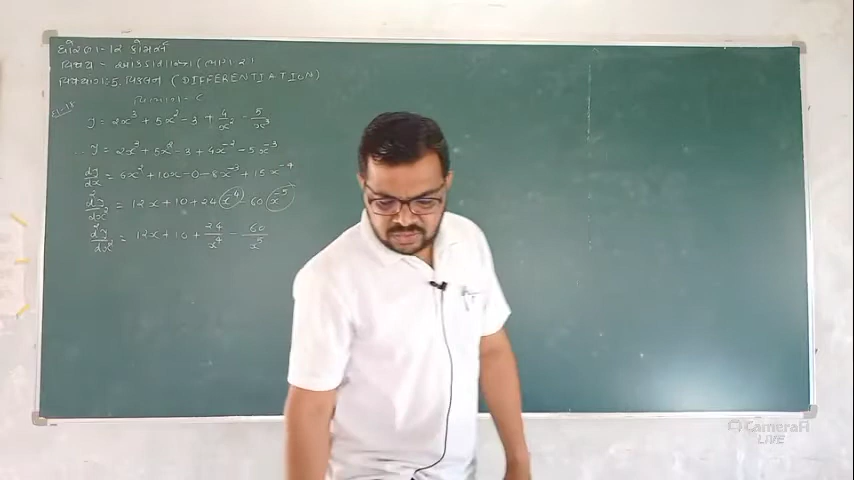 ધોરણ-12 કોમર્સ
વિષય - આંકડાશાસ્ત્ર (ભાગ-2)
પ્રકરણ:5, વિકલન (DIFFERENTIATION)
વિભાગ-C
y = 2x³ + 5x² - 3 + 4/x² - 5/x³
∴ y = 2x³ + 5x² - 3 + 4x⁻² - 5x⁻³
dy/dx = 6x² + 10x - 0 - 8x⁻³ + 15x⁻⁴
d²y/dx² = 12x + 10 + 24(x⁻⁴) - 60(x⁻⁵)
d²y/dx² = 12x + 10 + 24/x⁴ - 60/x⁵
CameraFi
LIVE